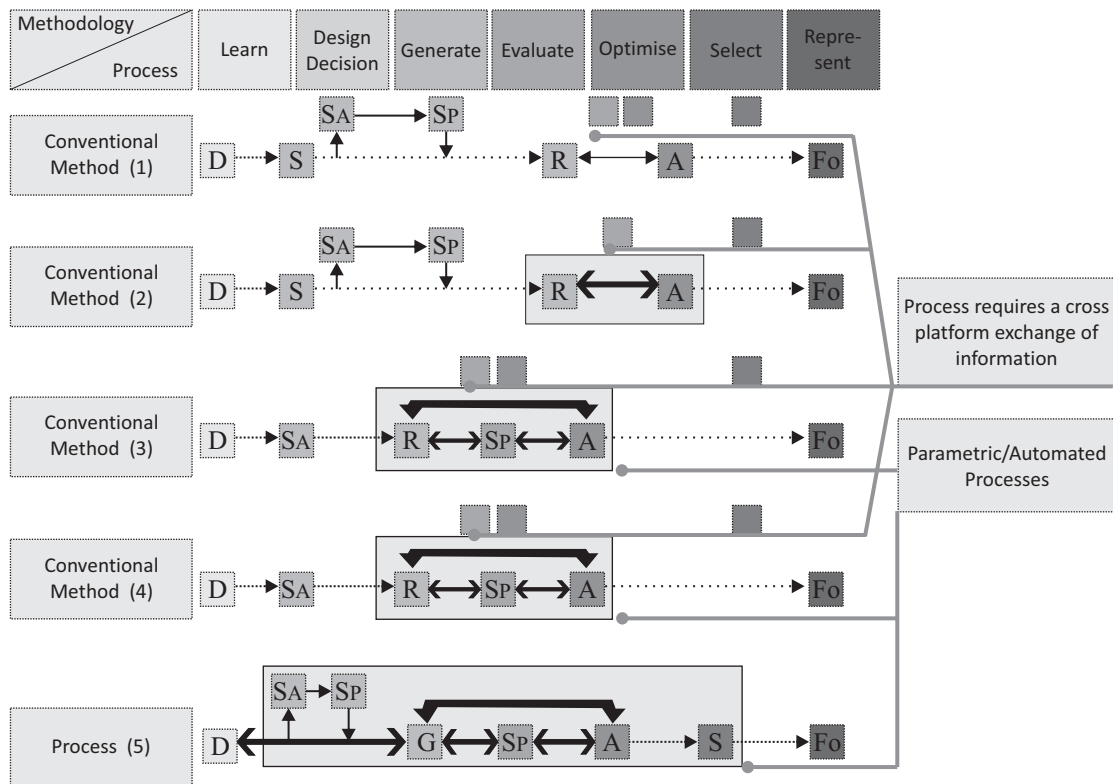 Methodology
Process
Learn
Design
Decision
Generate
Evaluate
Optimise
Select
Repre-
sent
Conventional
Method (1)
D
S
SA
SP
R
A
Fo
Conventional
Method (2)
D
S
SA
SP
R
A
Fo
Process requires a cross
platform exchange of
information
Conventional
Method (3)
D
SA
R
SP
A
Fo
Parametric/Automated
Processes
Conventional
Method (4)
D
SA
R
SP
A
Fo
Process (5)
D
SA
SP
G
SP
A
S
Fo